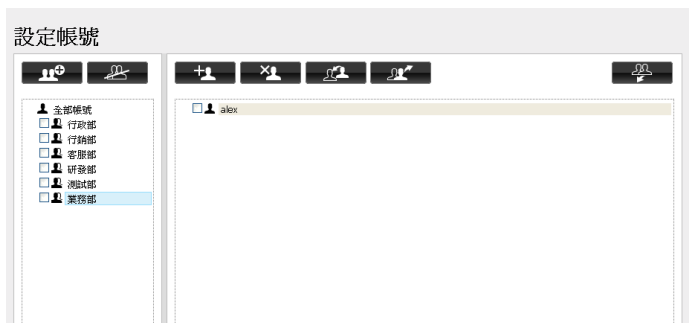 設定帳號
全部帳號
行政部
行銷部
客服部
研發部
測試部
業務部
alex